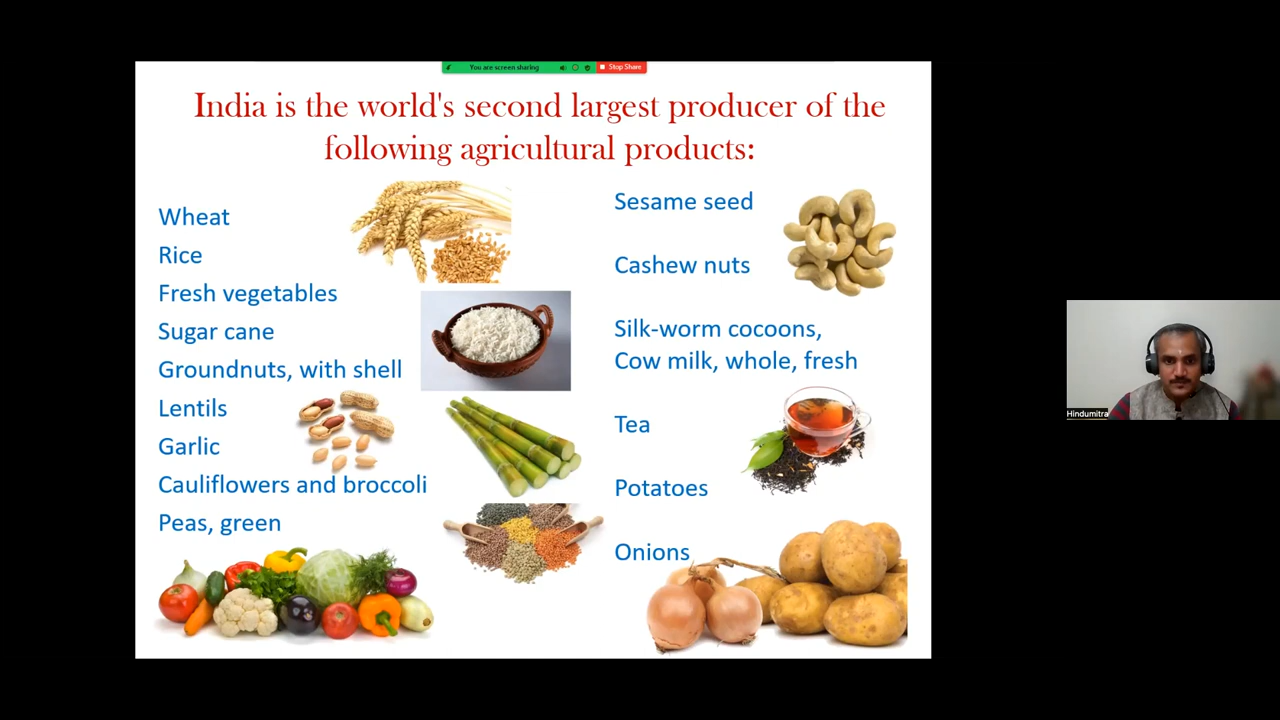 You are screen sharing
Stop Share
India is the world's second largest producer of the
following agricultural products:
Wheat
Rice
Fresh vegetables
Sugar cane
Groundnuts, with shell
Lentils
Garlic
Cauliflowers and broccoli
Peas, green
Sesame seed
Cashew nuts
Silk-worm cocoons,
Cow milk, whole, fresh
Tea
Potatoes
Onions
Hindumitra